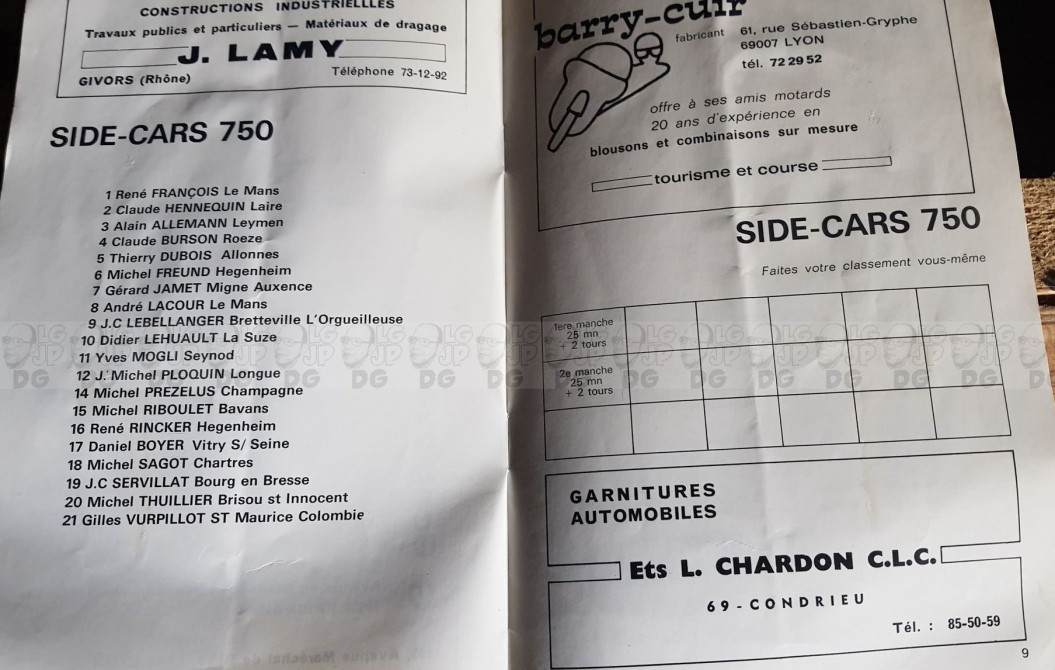 CONSTRUCTIONS INDUSTRIELLLES
Travaux publics et particuliers — Matériaux de dragage
J. LAMY
GIVORS (Rhône)
Téléphone 73-12-92
SIDE-CARS 750
1 René FRANÇOIS Le Mans
2 Claude HENNEQUIN Laire
3 Alain ALLEMANN Leymen
4 Claude BURSON Roeze
5 Thierry DUBOIS Allonnes
6 Michel FREUND Hegenheim
7 Gérard JAMET Migne Auxence
8 André LACOUR Le Mans
9 J.C LEBELLANGER Bretteville L'Orgueilleuse
10 Didier LEHUAULT La Suze
11 Yves MOGLI Seynod
12 J. Michel PLOQUIN Longue
14 Michel PREZELUS Champagne
15 Michel RIBOULET Bavans
16 René RINCKER Hegenheim
17 Daniel BOYER Vitry S/ Seine
18 Michel SAGOT Chartres
19 J.C SERVILLAT Bourg en Bresse
20 Michel THUILLIER Brisou st Innocent
21 Gilles VURPILLOT ST Maurice Colombie
barry-cuir
fabricant
61, rue Sébastien-Gryphe
69007 LYON
tél. 72 29 52
offre à ses amis motards
20 ans d'expérience en
blousons et combinaisons sur mesure
tourisme et course
SIDE-CARS 750
Faites votre classement vous-même
1ere manche
25 mn
+ 2 tours
2e manche
25 mn
+ 2 tours
GARNITURES
AUTOMOBILES
Ets L. CHARDON C.L.C.
69 - CONDRIEU
Tél. : 85-50-59
9